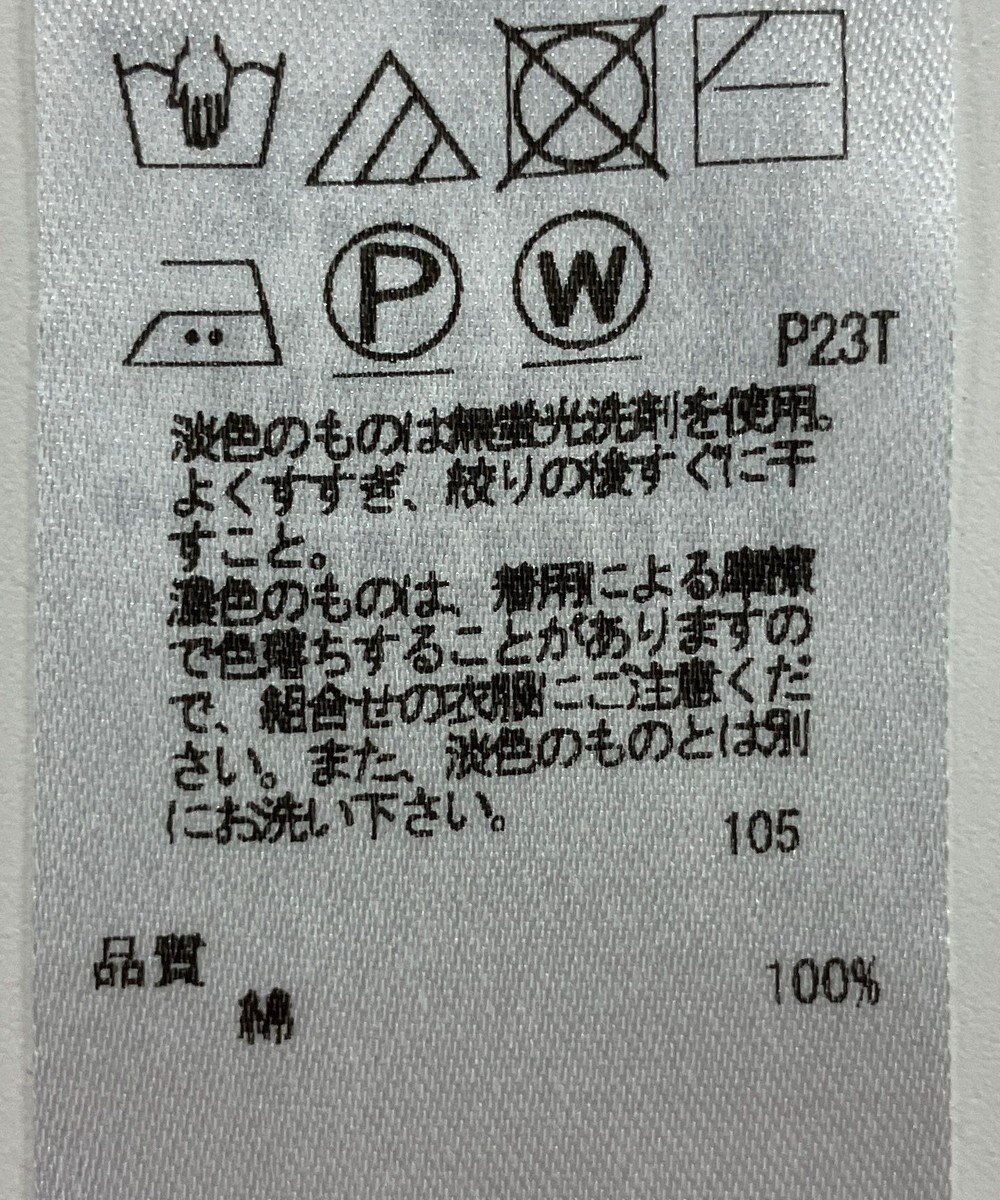 P W
P23T
淡色のものは無蛍光洗剤を使用。
よくすすぎ、絞りの後すぐに干
すこと。
濃色のものは、着用による摩擦
で色落ちすることがありますの
で、組合せの衣服にご注意くだ
さい。また、淡色のものとは別
にお洗い下さい。
105
品質
綿 100%